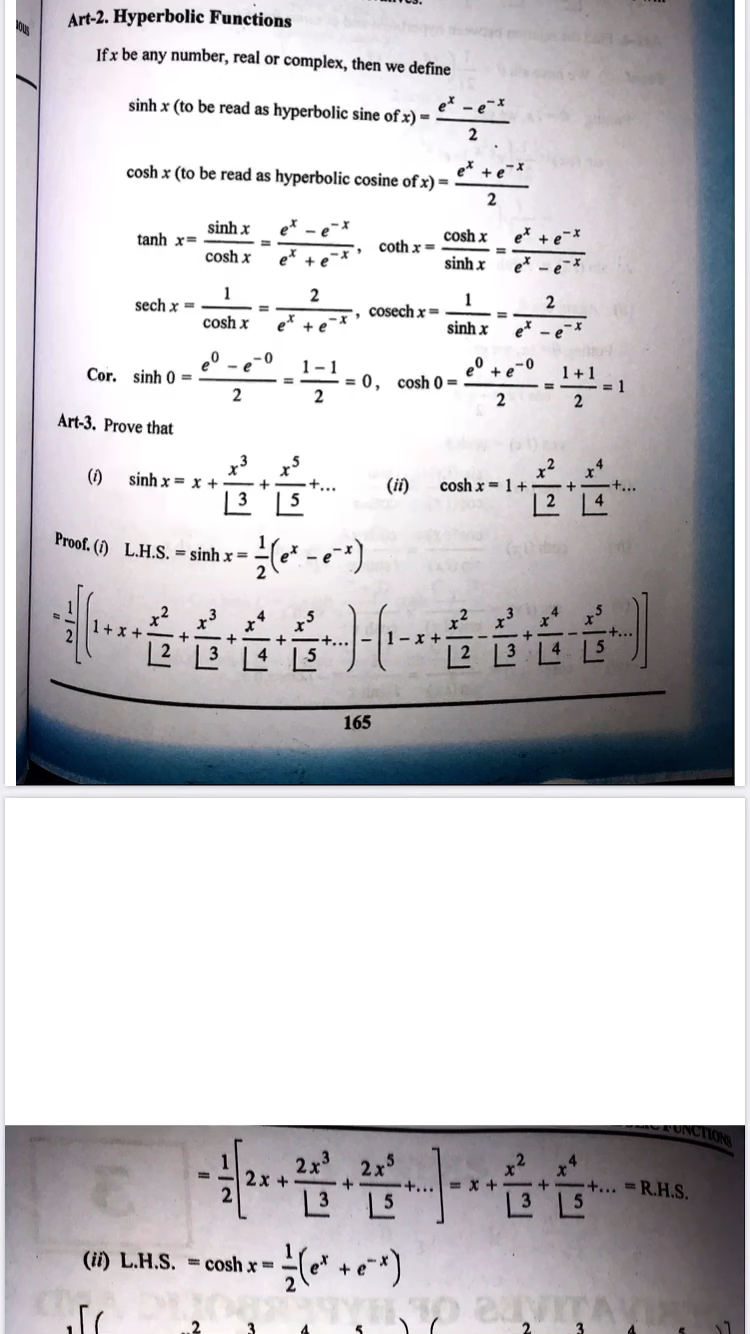 Art-2. Hyperbolic Functions
If x be any number, real or complex, then we define
sinh x (to be read as hyperbolic sine of x) = (e^x − e^−x)/2
cosh x (to be read as hyperbolic cosine of x) = (e^x + e^−x)/2
tanh x = sinh x/cosh x = (e^x − e^−x)/(e^x + e^−x), coth x = cosh x/sinh x = (e^x + e^−x)/(e^x − e^−x)
sech x = 1/cosh x = 2/(e^x + e^−x), cosech x = 1/sinh x = 2/(e^x − e^−x)
Cor. sinh 0 = (e^0 − e^−0)/2 = (1 − 1)/2 = 0, cosh 0 = (e^0 + e^−0)/2 = (1 + 1)/2 = 1
Art-3. Prove that
(i) sinh x = x + x^3/⌊3 + x^5/⌊5 +... (ii) cosh x = 1 + x^2/⌊2 + x^4/⌊4 +...
Proof. (i) L.H.S. = sinh x = 1/2 (e^x − e^−x)
= 1/2 [(1 + x + x^2/⌊2 + x^3/⌊3 + x^4/⌊4 + x^5/⌊5 +...) − (1 − x + x^2/⌊2 − x^3/⌊3 + x^4/⌊4 − x^5/⌊5 +...)]
165
FUNCTIONS
= 1/2 [2x + 2x^3/⌊3 + 2x^5/⌊5 +...] = x + x^2/⌊3 + x^4/⌊5 +... = R.H.S.
(ii) L.H.S. = cosh x = 1/2 (e^x + e^−x)